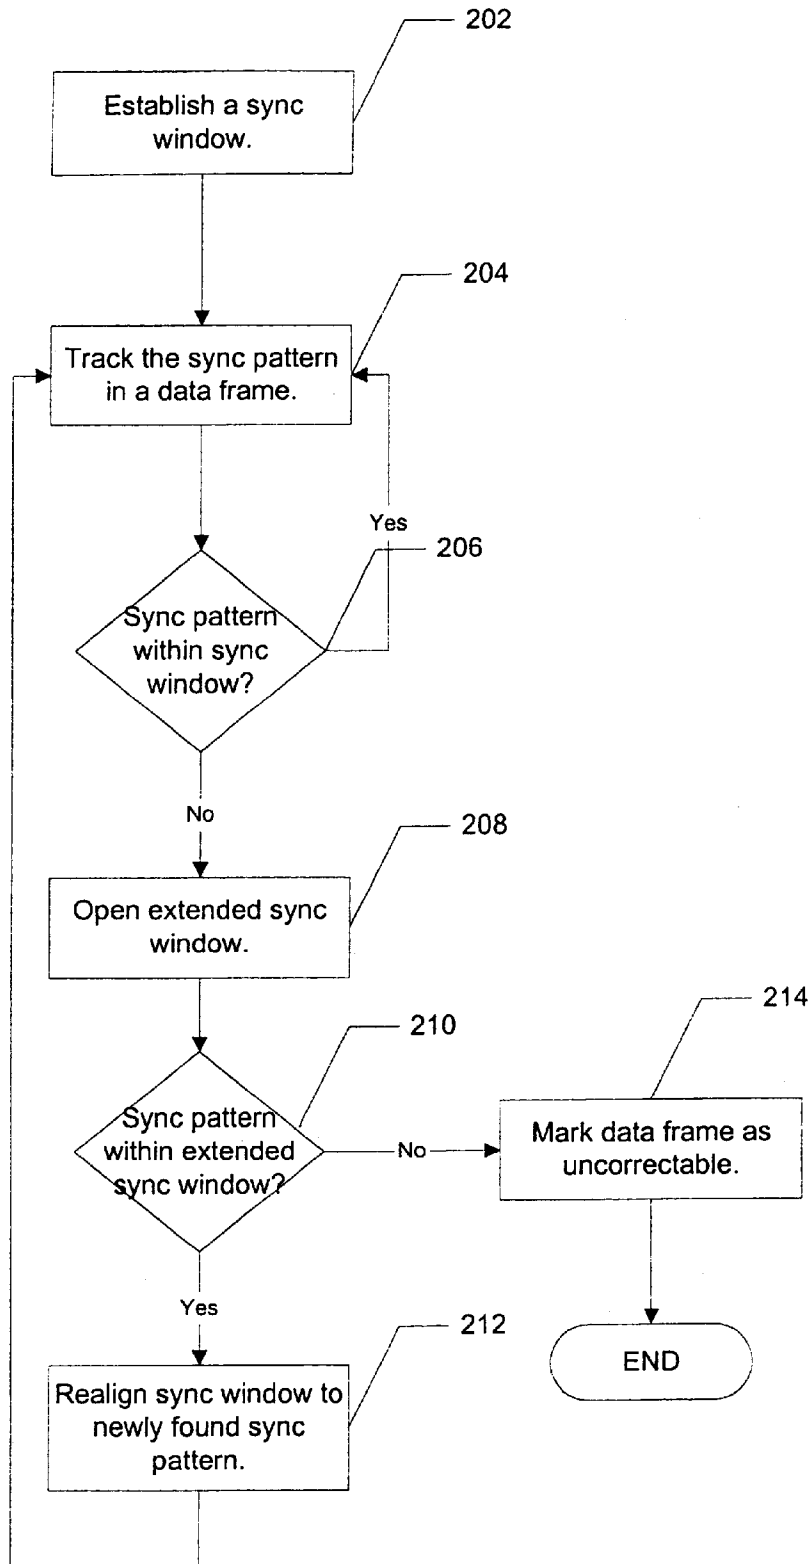 202
Establish a sync
window.
204
Track the sync pattern
in a data frame.
Yes
206
Sync pattern
within sync
window?
No
208
Open extended sync
window.
214
210
Sync pattern
within extended
sync window?
No
Mark data frame as
uncorrectable.
Yes
212
END
Realign sync window to
newly found sync
pattern.